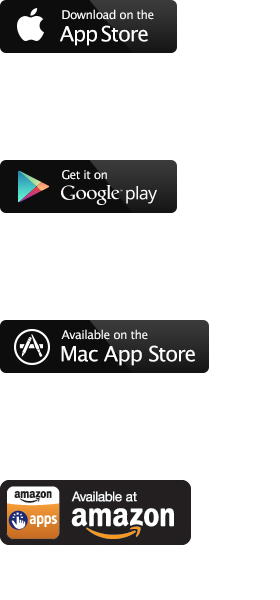 Download on the
App Store
Get it on
Google play
Available on the
Mac App Store
amazon
apps
Available at
amazon